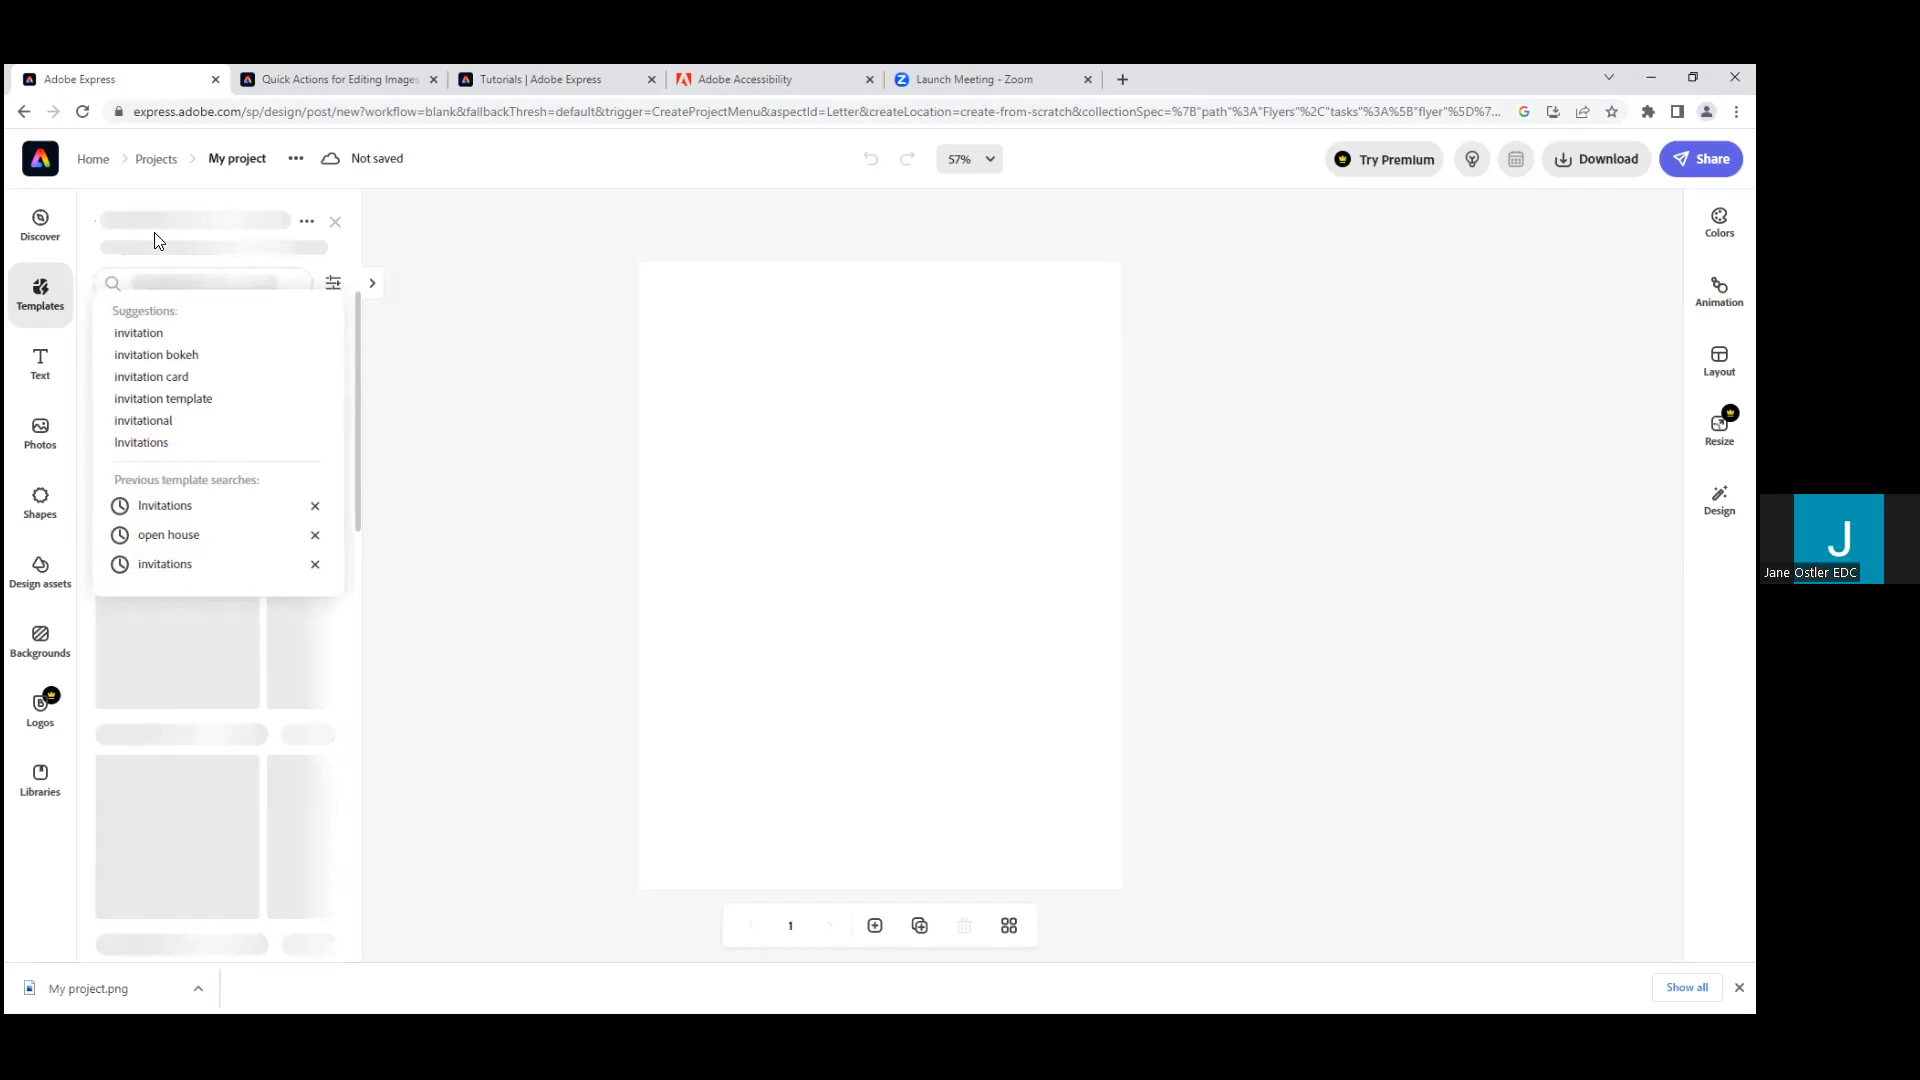 Adobe Express
Quick Actions for Editing Images
Tutorials | Adobe Express
Adobe Accessibility
Launch Meeting - Zoom
express.adobe.com/sp/design/post/new?workflow=blank&fallbackThresh=default&trigger=CreateProjectMenu&aspectId=Letter&createLocation=create-from-scratch&collectionSpec=%7B"path"%3A"Flyers"%2C"tasks"%3A%5B"flyer"%5D%7...
Home
Projects
My project
Not saved
57%
Try Premium
Download
Share
Discover
Templates
Text
Photos
Shapes
Design assets
Backgrounds
Logos
Libraries
Suggestions:
invitation
invitation bokeh
invitation card
invitation template
invitational
Invitations
Previous template searches:
Invitations
open house
invitations
1
Colors
Animation
Layout
Resize
Design
J
Jane Ostler EDC
My project.png
Show all